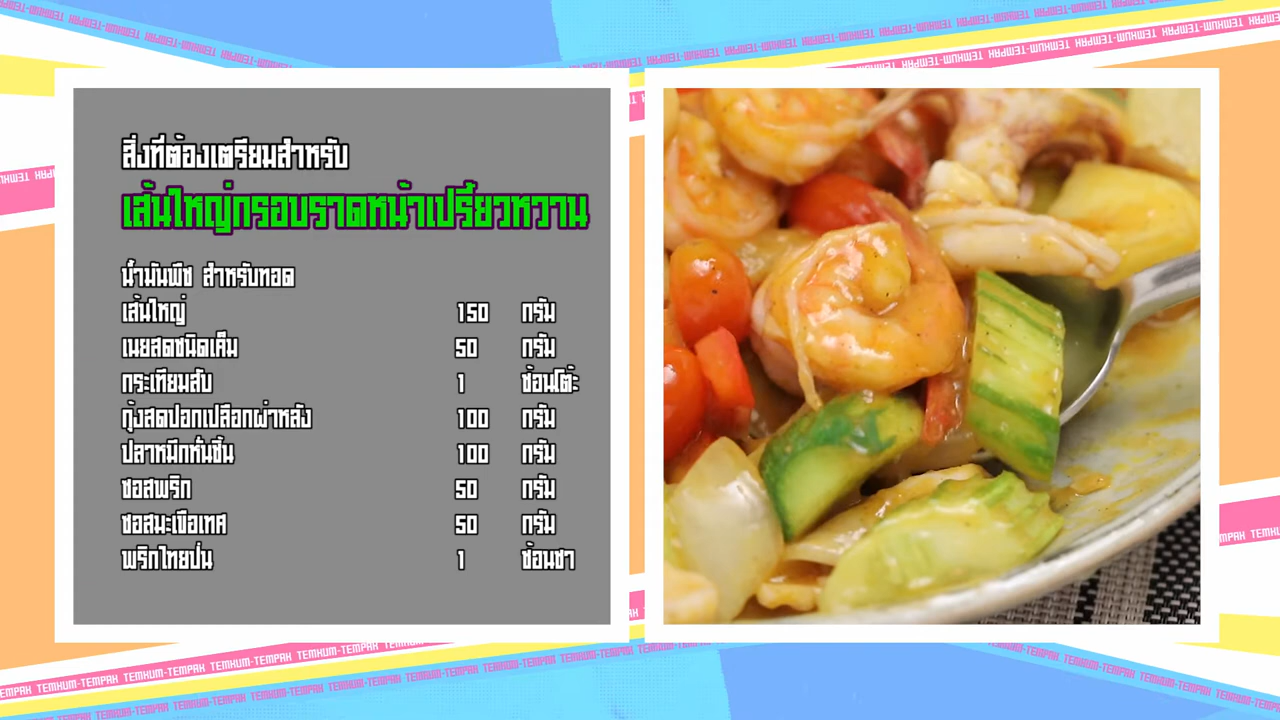 สิ่งที่ต้องเตรียมสำหรับ
เส้นใหญ่กรอบราดหน้าเปรี้ยวหวาน
น้ำมันพืช สำหรับทอด
เส้นใหญ่ 150 กรัม
เนยสดชนิดเค็ม 50 กรัม
กระเทียมสับ 1 ช้อนโต๊ะ
กุ้งสดปอกเปลือกผ่าหลัง 100 กรัม
ปลาหมึกหั่นชิ้น 100 กรัม
ซอสพริก 50 กรัม
ซอสมะเขือเทศ 50 กรัม
พริกไทยป่น 1 ช้อนชา
TEMKUM-TEMPAK TEMKUM-TEMPAK TEMKUM-TEMPAK